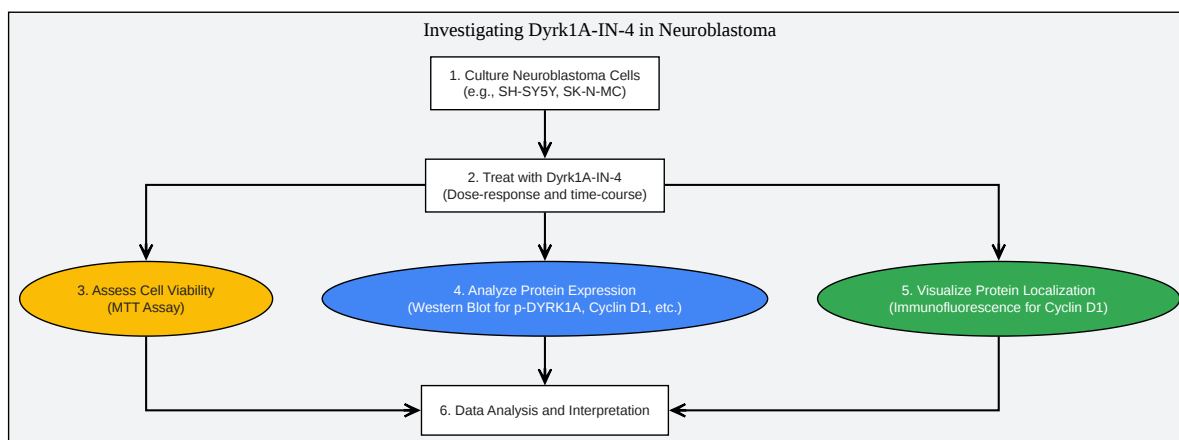 Investigating Dyrk1A-IN-4 in Neuroblastoma
1. Culture Neuroblastoma Cells
(e.g., SH-SY5Y, SK-N-MC)
2. Treat with Dyrk1A-IN-4
(Dose-response and time-course)
3. Assess Cell Viability
(MTT Assay)
4. Analyze Protein Expression
(Western Blot for p-DYRK1A, Cyclin D1, etc.)
5. Visualize Protein Localization
(Immunofluorescence for Cyclin D1)
6. Data Analysis and Interpretation